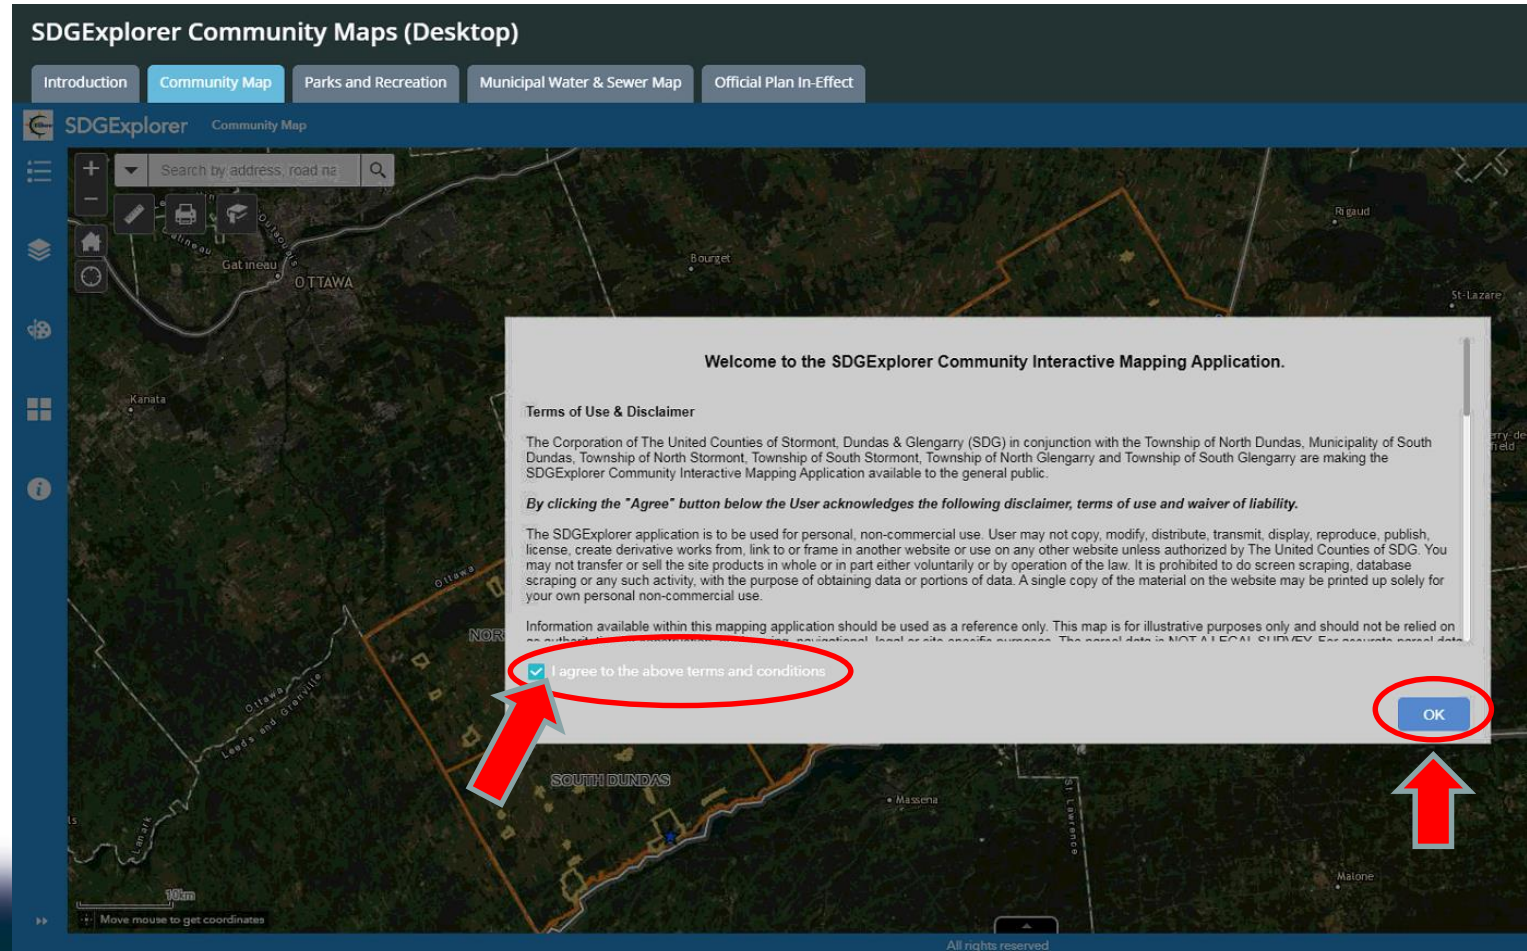 SDGExplorer Community Maps (Desktop)
Introduction
Community Map
Parks and Recreation
Municipal Water & Sewer Map
Official Plan In-Effect
SDGExplorer
Community Map
Search by address, road na
Rigaud
Bourget
Gatineau
OTTAWA
St-Lazare
Welcome to the SDGExplorer Community Interactive Mapping Application.
Kanata
Terms of Use & Disclaimer
The Corporation of The United Counties of Stormont, Dundas & Glengarry (SDG) in conjunction with the Township of North Dundas, Municipality of South
Dundas, Township of North Stormont, Township of South Stormont, Township of North Glengarry and Township of South Glengarry are making the
SDGExplorer Community Interactive Mapping Application available to the general public.
By clicking the "Agree" button below the User acknowledges the following disclaimer, terms of use and waiver of liability.
The SDGExplorer application is to be used for personal, non-commercial use. User may not copy, modify, distribute, transmit, display, reproduce, publish,
license, create derivative works from, link to or frame in another website or use on any other website unless authorized by The United Counties of SDG. You
may not transfer or sell the site products in whole or in part either voluntarily or by operation of the law. It is prohibited to do screen scraping, database
scraping or any such activity, with the purpose of obtaining data or portions of data. A single copy of the material on the website may be printed up solely for
your own personal non-commercial use.
Information available within this mapping application should be used as a reference only. This map is for illustrative purposes only and should not be relied on
Ottawa
NOR
I agree to the above terms and conditions
OK
Ottawa
Leeds and Grenville
SOUTH DUNDAS
Massena
St Lawrence
Lanark
Malone
10km
Move mouse to get coordinates
All rights reserved